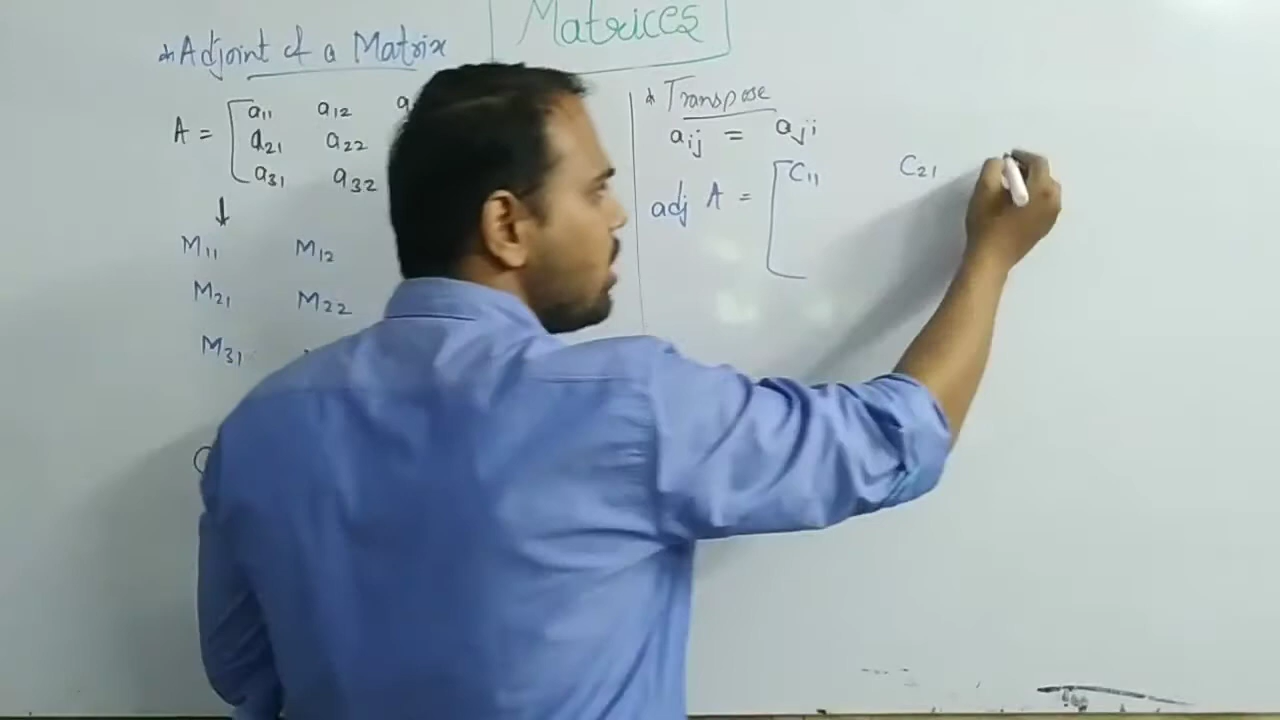 Matrices
* Adjoint of a Matrix
A = [ a11 a12 a
a21 a22
a31 a32
↓
M11 M12
M21 M22
M31
* Transpose
aij = aji
adj A = [ C11 C21